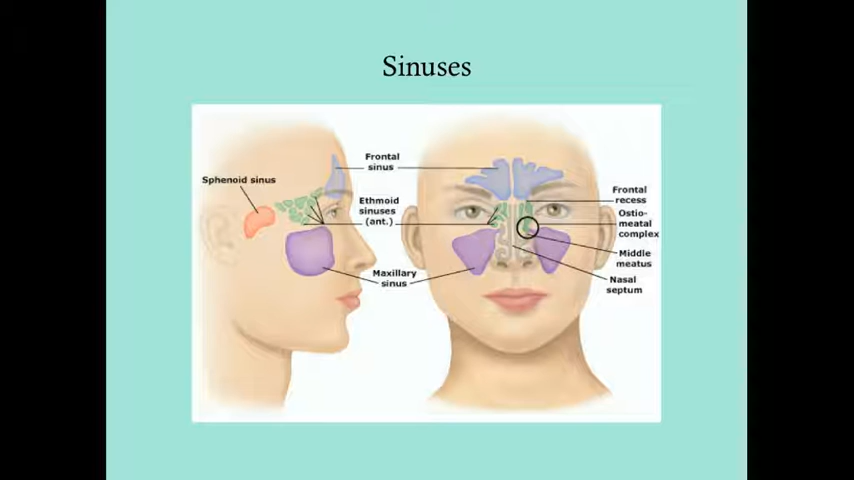 Sinuses
Frontal
sinus
Sphenoid sinus
Ethmoid
sinuses
(ant.)
Maxillary
sinus
Frontal
recess
Ostio-
meatal
complex
Middle
meatus
Nasal
septum